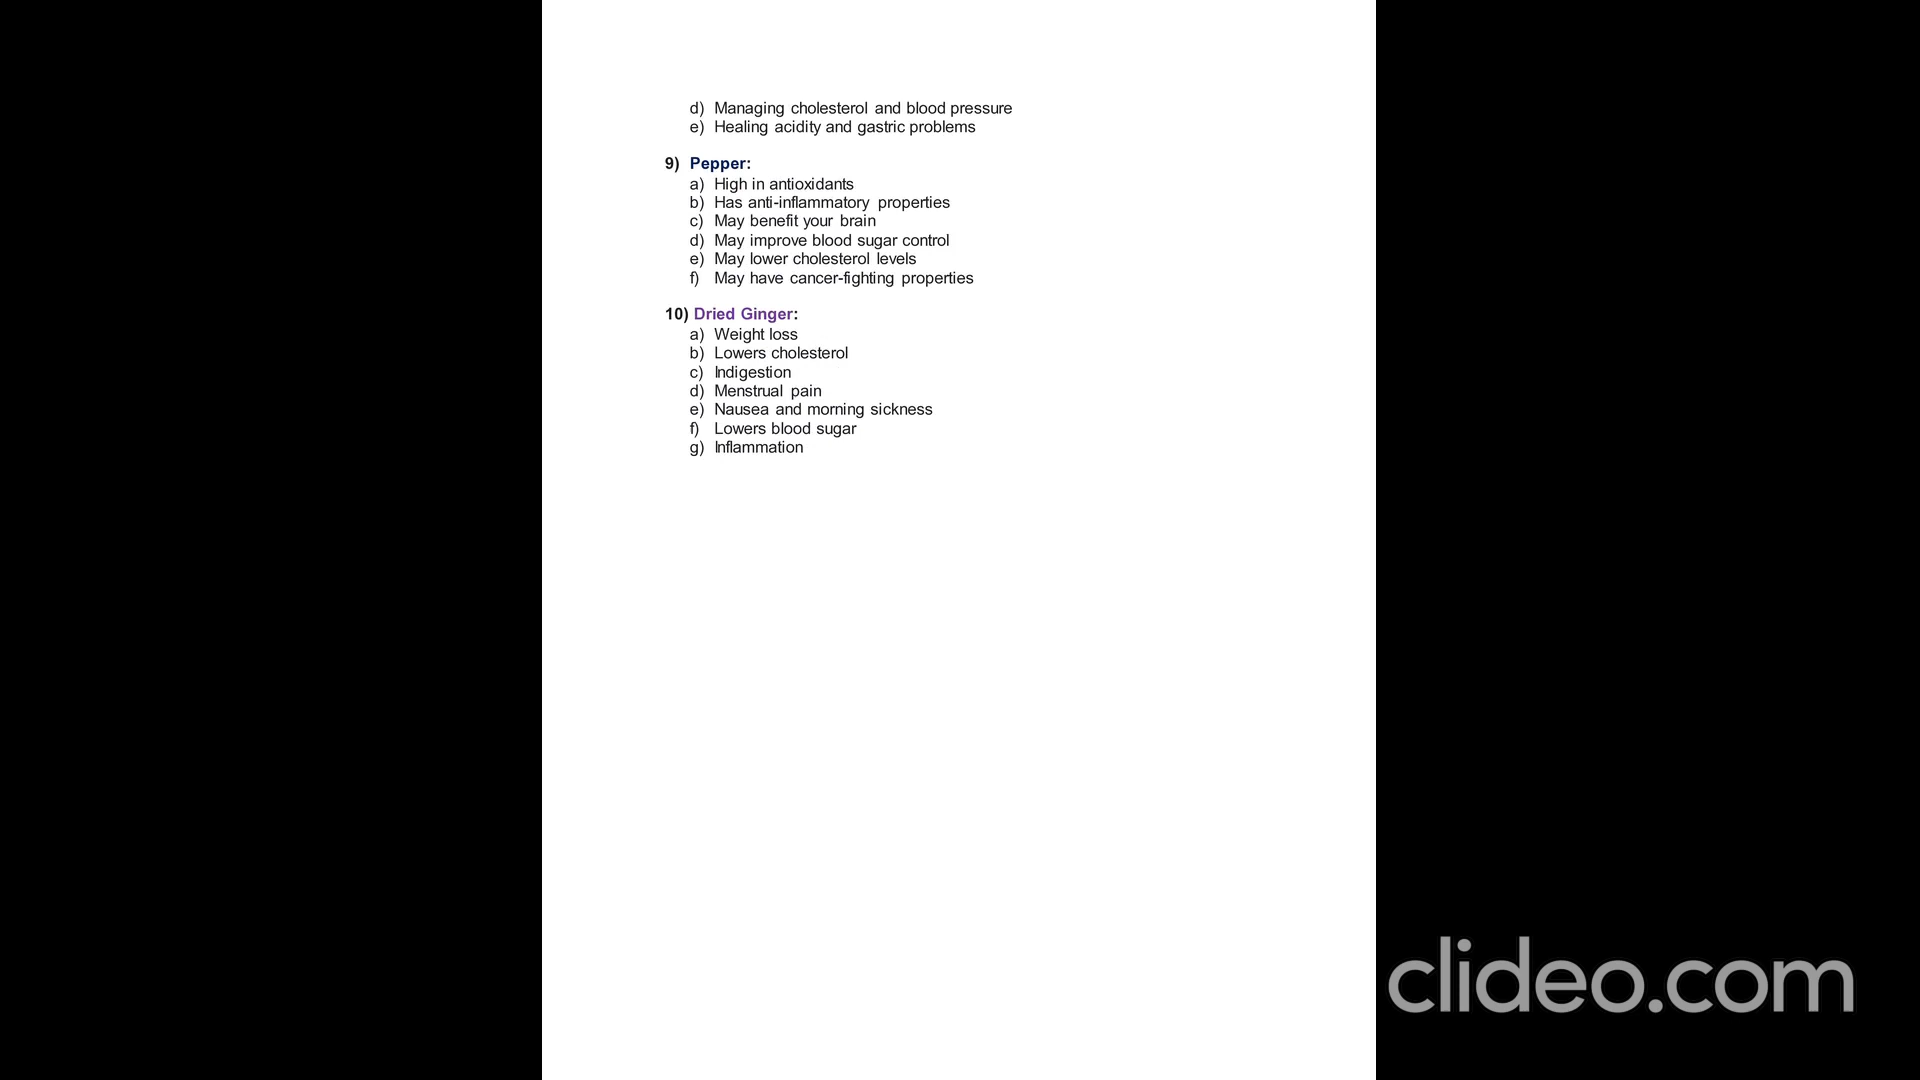 d) Managing cholesterol and blood pressure
e) Healing acidity and gastric problems
9) Pepper:
a) High in antioxidants
b) Has anti-inflammatory properties
c) May benefit your brain
d) May improve blood sugar control
e) May lower cholesterol levels
f) May have cancer-fighting properties
10) Dried Ginger:
a) Weight loss
b) Lowers cholesterol
c) Indigestion
d) Menstrual pain
e) Nausea and morning sickness
f) Lowers blood sugar
g) Inflammation
clideo.com